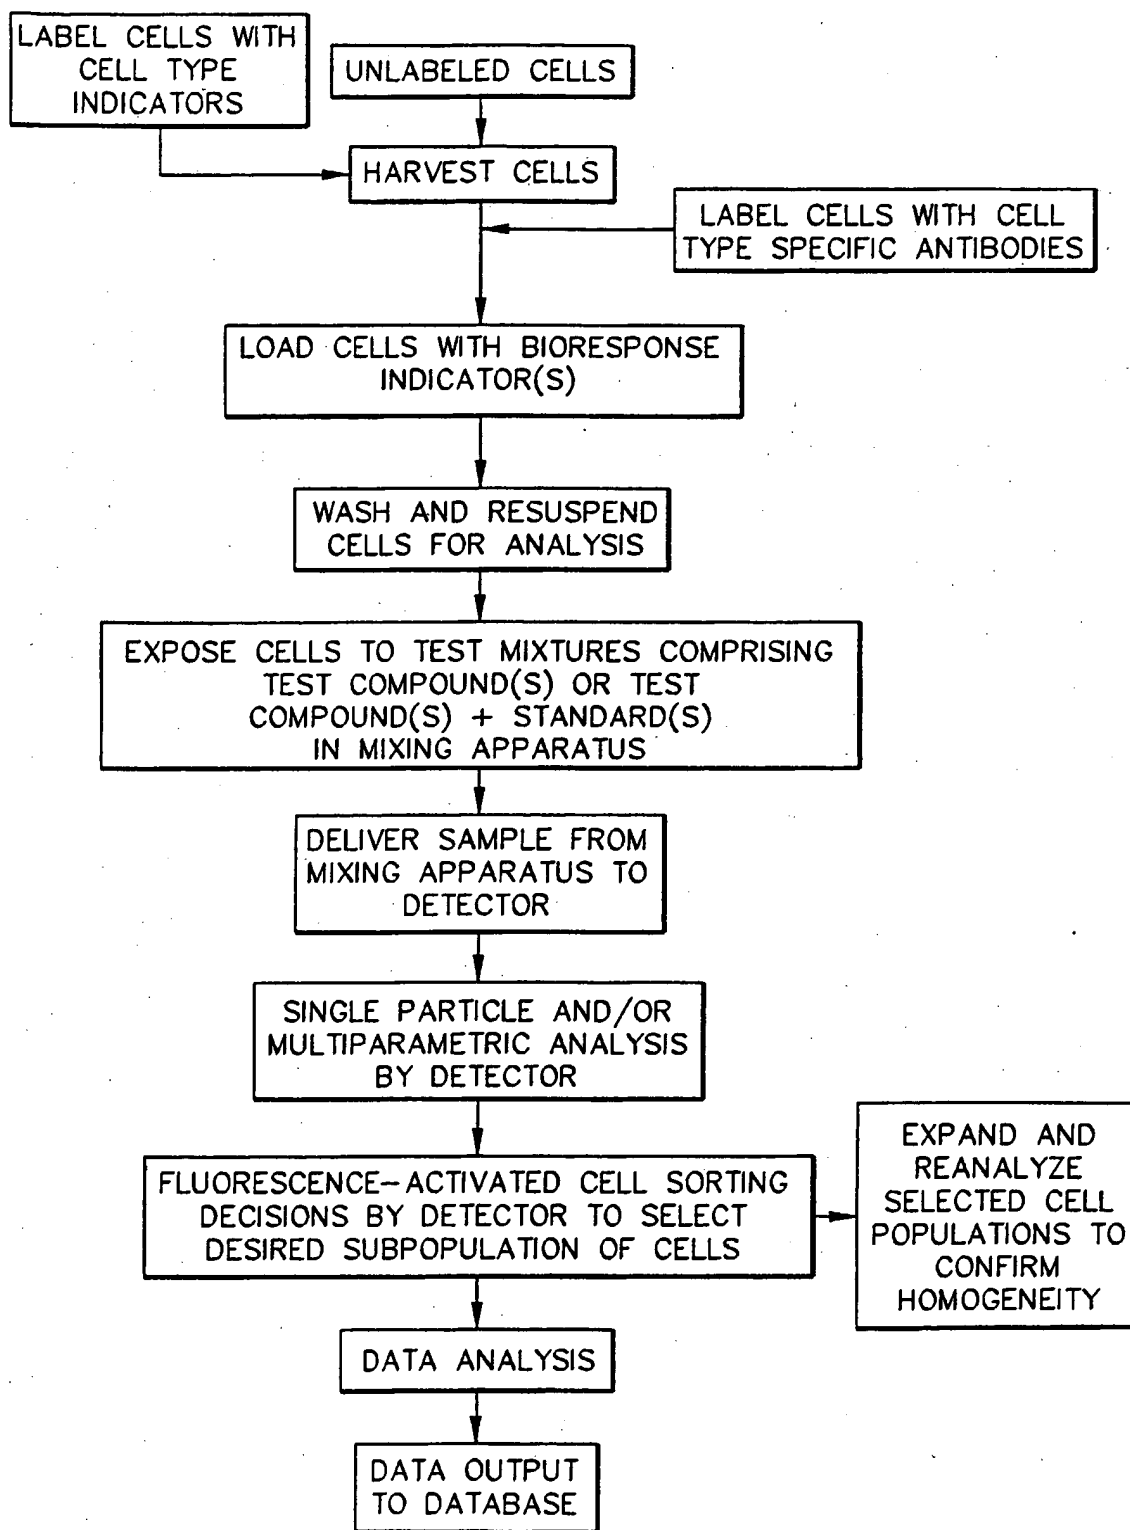 LABEL CELLS WITH
CELL TYPE
INDICATORS
UNLABELED CELLS
HARVEST CELLS
LABEL CELLS WITH CELL
TYPE SPECIFIC ANTIBODIES
LOAD CELLS WITH BIORESPONSE
INDICATOR(S)
WASH AND RESUSPEND
CELLS FOR ANALYSIS
EXPOSE CELLS TO TEST MIXTURES COMPRISING
TEST COMPOUND(S) OR TEST
COMPOUND(S) + STANDARD(S)
IN MIXING APPARATUS
DELIVER SAMPLE FROM
MIXING APPARATUS TO
DETECTOR
SINGLE PARTICLE AND/OR
MULTIPARAMETRIC ANALYSIS
BY DETECTOR
FLUORESCENCE-ACTIVATED CELL SORTING
DECISIONS BY DETECTOR TO SELECT
DESIRED SUBPOPULATION OF CELLS
EXPAND AND
REANALYZE
SELECTED CELL
POPULATIONS TO
CONFIRM
HOMOGENEITY
DATA ANALYSIS
DATA OUTPUT
TO DATABASE